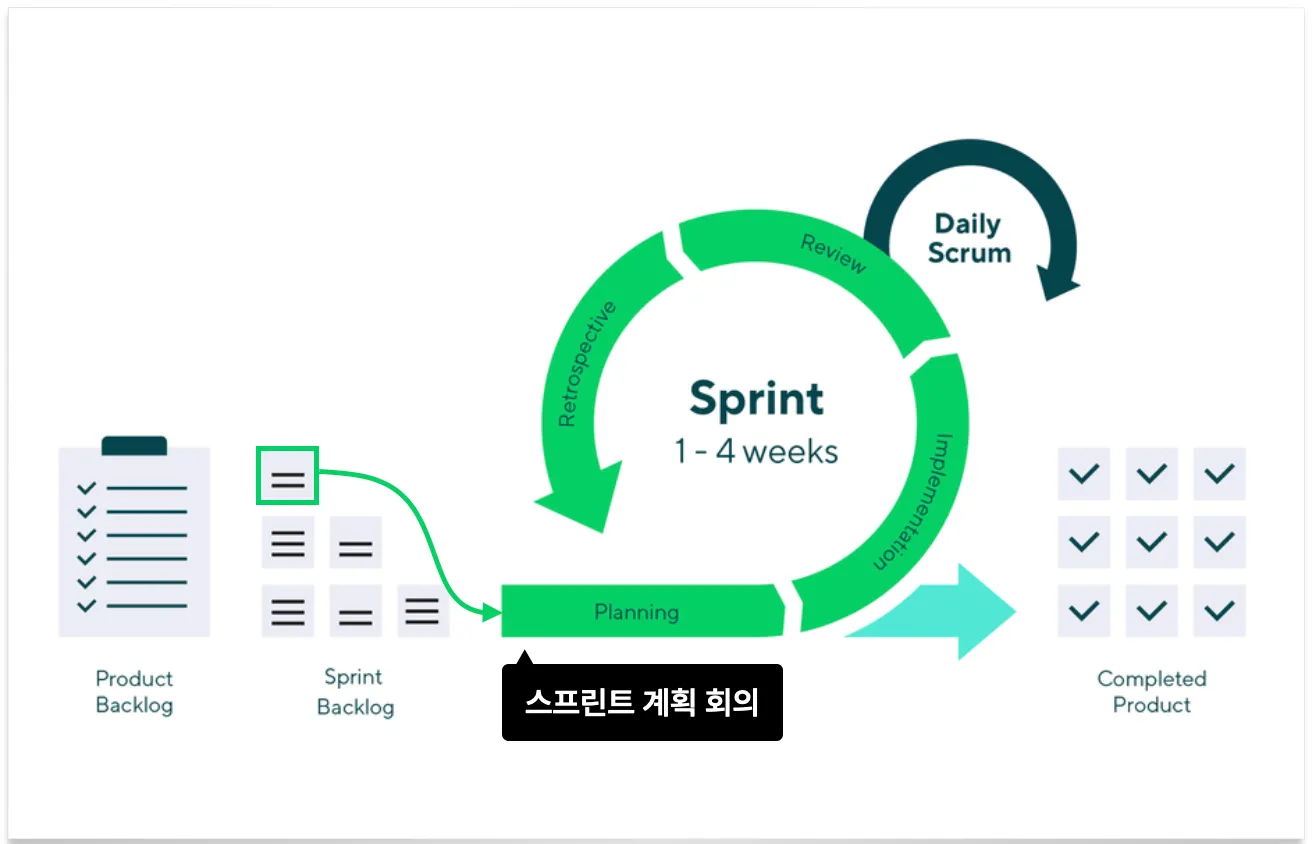 Daily
Scrum
Review
Retrospective
Sprint
1 - 4 weeks
Implementation
Planning
Product
Backlog
Sprint
Backlog
스프린트 계획 회의
Completed
Product